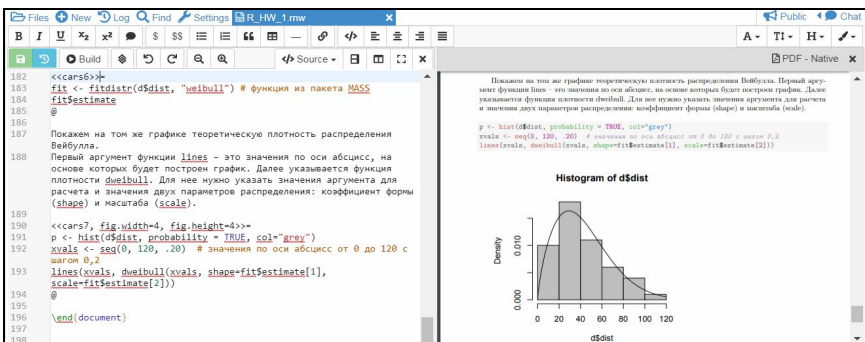 Files New Log Find Settings R_HW_1.rnw × Public Chat
B I U x₂ x² $ $$ </> A T H
Build </> Source PDF - Native ×
182 <<cars6>>=
183 fit <- fitdistr(d$dist, "weibull") # функция из пакета MASS
184 fit$estimate
185 @
186
187 Покажем на том же графике теоретическую плотность распределения
Вейбулла.
188 Первый аргумент функции lines – это значения по оси абсцисс, на
основе которых будет построен график. Далее указывается функция
плотности dweibull. Для нее нужно указать значения аргумента для
расчета и значения двух параметров распределения: коэффициент формы
(shape) и масштаба (scale).
189
190 <<cars7, fig.width=4, fig.height=4>>=
191 p <- hist(d$dist, probability = TRUE, col="grey")
192 xvals <- seq(0, 120, .20) # значения по оси абсцисс от 0 до 120 с
шагом 0,2
193 lines(xvals, dweibull(xvals, shape=fit$estimate[1],
scale=fit$estimate[2]))
194 @
195
196 \end{document}
197
198
Покажем на том же графике теоретическую плотность распределения Вейбулла. Первый аргу-
мент функции lines – это значения по оси абсцисс, на основе которых будет построен график. Далее
указывается функция плотности dweibull. Для нее нужно указать значения аргумента для расчета
и значения двух параметров распределения: коэффициент формы (shape) и масштаба (scale).
p <- hist(d$dist, probability = TRUE, col="grey")
xvals <- seq(0, 120, .20) # значения по оси абсцисс от 0 до 120 с шагом 0,2
lines(xvals, dweibull(xvals, shape=fit$estimate[1], scale=fit$estimate[2]))
Histogram of d$dist
Density
0.010
0.000
0 20 40 60 80 100 120
d$dist